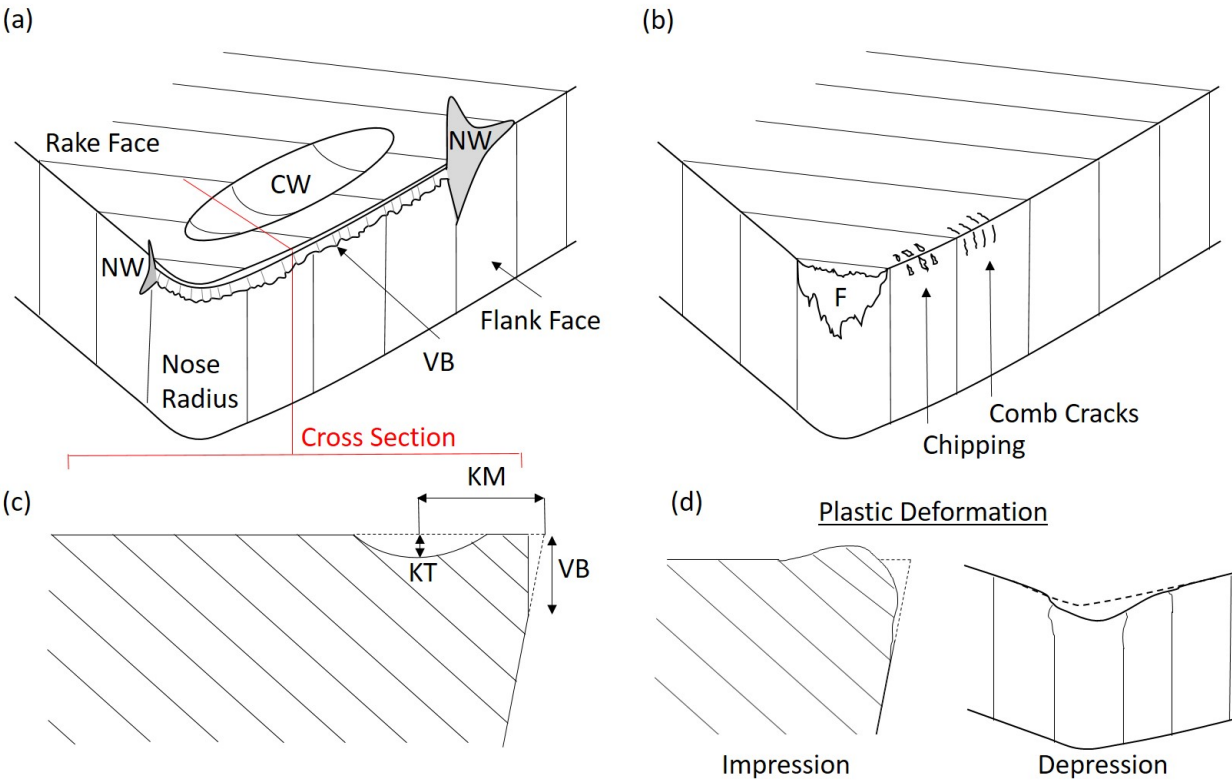 (a)
Rake Face
CW
NW
NW
Flank Face
VB
Nose
Radius
Cross Section
(b)
F
Comb Cracks
Chipping
(c)
KM
KT
VB
(d)
Plastic Deformation
Impression
Depression